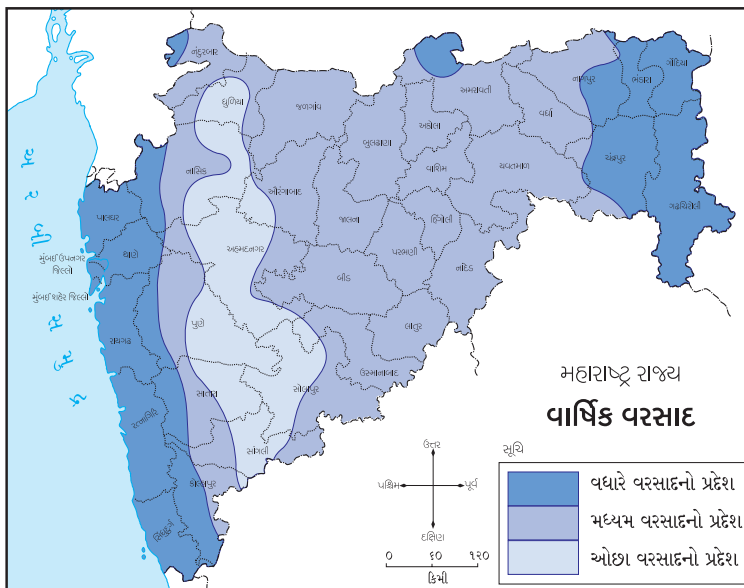 નંદુરબાર
ધુળિયા
જળગાંવ
બુલઢાણા
અકોલા
અમરાવતી
વર્ધા
નાગપુર
ભંડારા
ગોંદિયા
નાસિક
ઔરંગાબાદ
વાશિમ
યવતમાળ
ચંદ્રપુર
ગઢચિરોલી
પાલઘર
થાણે
મુંબઈ ઉપનગર
જિલ્લો
મુંબઈ શહેર જિલ્લો
અહમદનગર
જાલના
હિંગોલી
પરભણી
નાંદેડ
બીડ
લાતુર
ઉસ્માનાબાદ
રાયગઢ
પુણે
સાતારા
સોલાપુર
સાંગલી
રત્નાગિરિ
કોલ્હાપુર
સિંધુદુર્ગ
અરબી સમુદ્ર
મહારાષ્ટ્ર રાજ્ય
વાર્ષિક વરસાદ
ઉત્તર
પશ્ચિમ
પૂર્વ
દક્ષિણ
૦ ૬૦ ૧૨૦
કિમી
સૂચિ
વધારે વરસાદનો પ્રદેશ
મધ્યમ વરસાદનો પ્રદેશ
ઓછા વરસાદનો પ્રદેશ